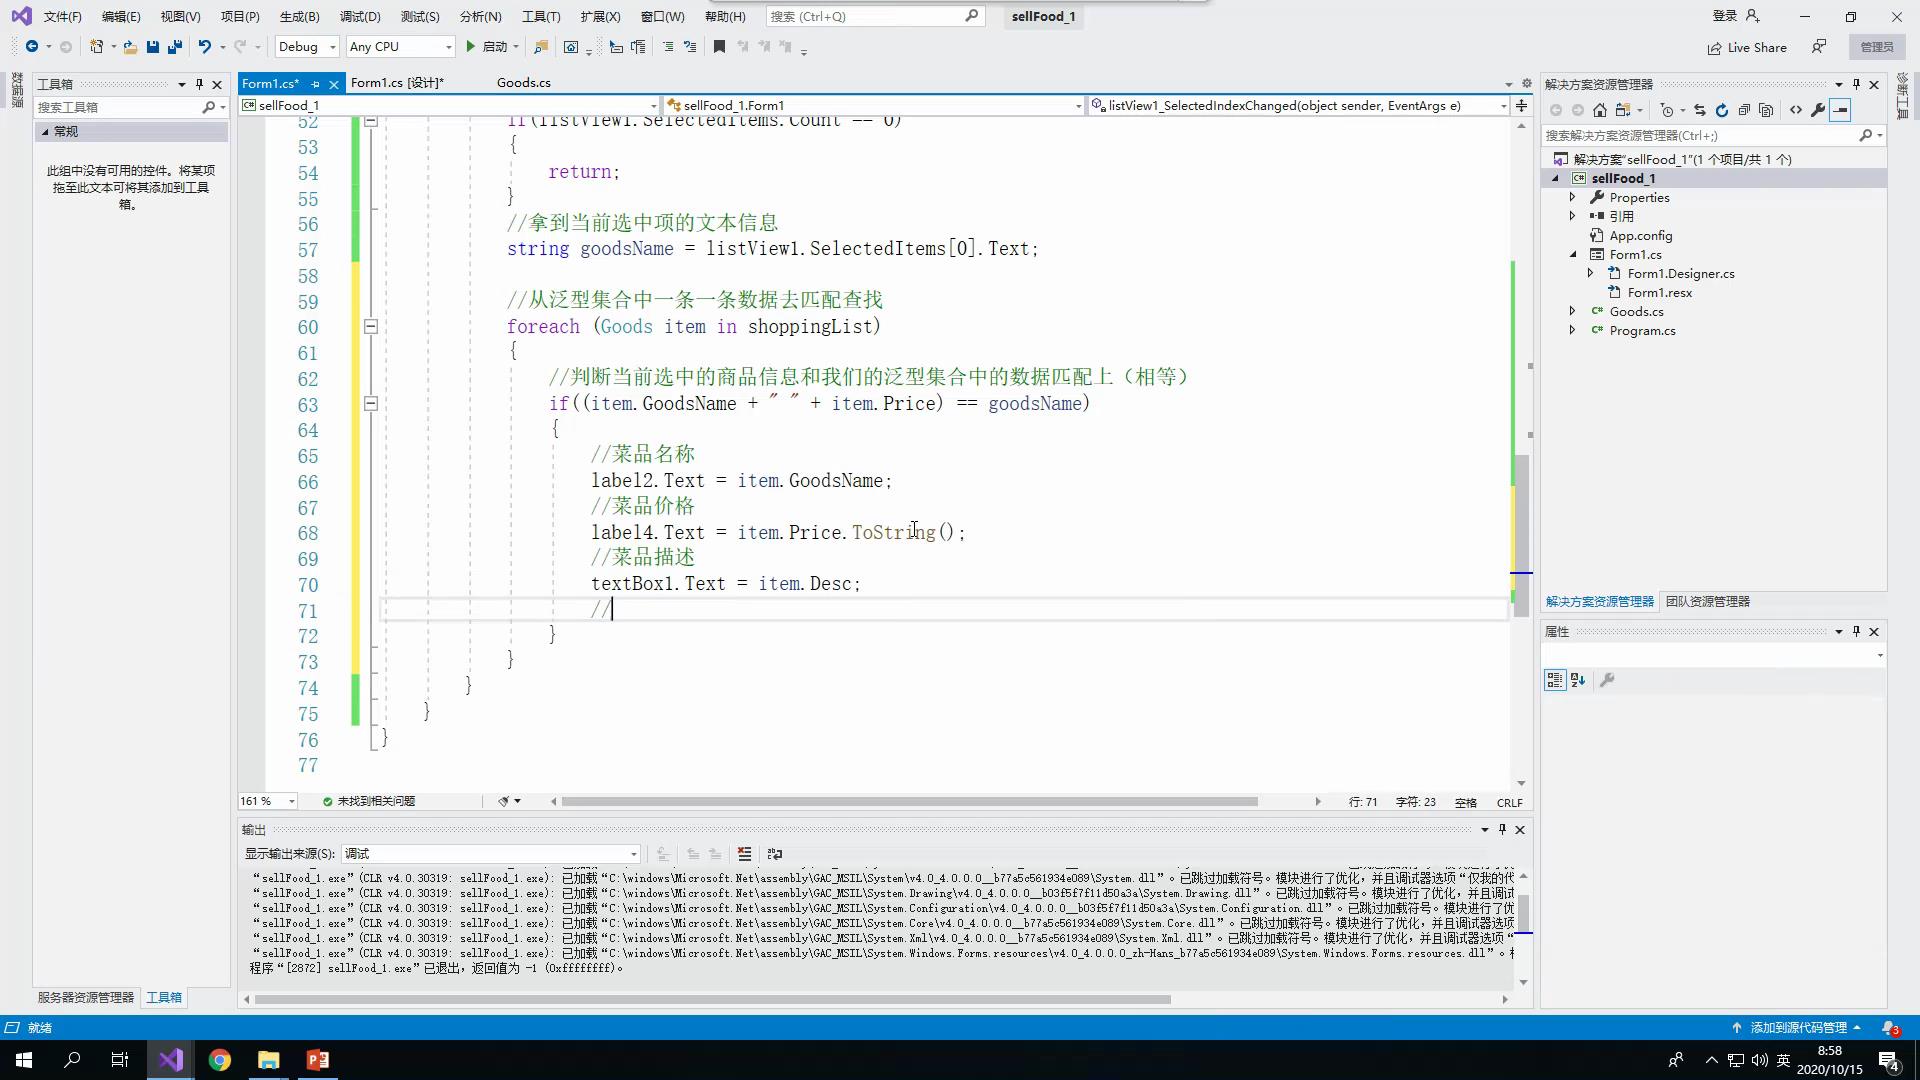 文件(F) 编辑(E) 视图(V) 项目(P) 生成(B) 调试(D) 测试(S) 分析(N) 工具(T) 扩展(X) 窗口(W) 帮助(H) 搜索 (Ctrl+Q) sellFood_1 登录
Debug Any CPU 启动 Live Share 管理员
工具箱
搜索工具箱
常规
此组中没有可用的控件。将某项
拖至此文本可将其添加到工具
箱。
服务器资源管理器 工具箱
Form1.cs* Form1.cs [设计]* Goods.cs
sellFood_1 sellFood_1.Form1 listView1_SelectedIndexChanged(object sender, EventArgs e)
52 if(listView1.SelectedItems.Count == 0)
53 {
54 return;
55 }
56 //拿到当前选中项的文本信息
57 string goodsName = listView1.SelectedItems[0].Text;
58
59 //从泛型集合中一条一条数据去匹配查找
60 foreach (Goods item in shoppingList)
61 {
62 //判断当前选中的商品信息和我们的泛型集合中的数据匹配上（相等）
63 if((item.GoodsName + " " + item.Price) == goodsName)
64 {
65 //菜品名称
66 label2.Text = item.GoodsName;
67 //菜品价格
68 label4.Text = item.Price.ToString();
69 //菜品描述
70 textBox1.Text = item.Desc;
71 //
72 }
73 }
74 }
75 }
76 }
77
161 % 未找到相关问题 行: 71 字符: 23 空格 CRLF
输出
显示输出来源(S): 调试
“sellFood_1.exe”(CLR v4.0.30319: sellFood_1.exe): 已加载“C:\windows\Microsoft.Net\assembly\GAC_MSIL\System\v4.0_4.0.0.0__b77a5c561934e089\System.dll”。已跳过加载符号。模块进行了优化，并且调试器选项“仅我的代
“sellFood_1.exe”(CLR v4.0.30319: sellFood_1.exe): 已加载“C:\windows\Microsoft.Net\assembly\GAC_MSIL\System.Drawing\v4.0_4.0.0.0__b03f5f7f11d50a3a\System.Drawing.dll”。已跳过加载符号。模块进行了优化，并且调试
“sellFood_1.exe”(CLR v4.0.30319: sellFood_1.exe): 已加载“C:\windows\Microsoft.Net\assembly\GAC_MSIL\System.Configuration\v4.0_4.0.0.0__b03f5f7f11d50a3a\System.Configuration.dll”。已跳过加载符号。模块进行了优
“sellFood_1.exe”(CLR v4.0.30319: sellFood_1.exe): 已加载“C:\windows\Microsoft.Net\assembly\GAC_MSIL\System.Core\v4.0_4.0.0.0__b77a5c561934e089\System.Core.dll”。已跳过加载符号。模块进行了优化，并且调试器选项
“sellFood_1.exe”(CLR v4.0.30319: sellFood_1.exe): 已加载“C:\windows\Microsoft.Net\assembly\GAC_MSIL\System.Xml\v4.0_4.0.0.0__b77a5c561934e089\System.Xml.dll”。已跳过加载符号。模块进行了优化，并且调试器选项“
“sellFood_1.exe”(CLR v4.0.30319: sellFood_1.exe): 已加载“C:\windows\Microsoft.Net\assembly\GAC_MSIL\System.Windows.Forms.resources\v4.0_4.0.0.0_zh-Hans_b77a5c561934e089\System.Windows.Forms.resources.dll”。
程序“[2872] sellFood_1.exe”已退出，返回值为 -1 (0xffffffff)。
解决方案资源管理器
搜索解决方案资源管理器(Ctrl+;)
解决方案"sellFood_1"(1 个项目/共 1 个)
sellFood_1
Properties
引用
App.config
Form1.cs
Form1.Designer.cs
Form1.resx
Goods.cs
Program.cs
解决方案资源管理器 团队资源管理器
属性
诊断工具
就绪 添加到源代码管理 3
英 8:58
2020/10/15 4